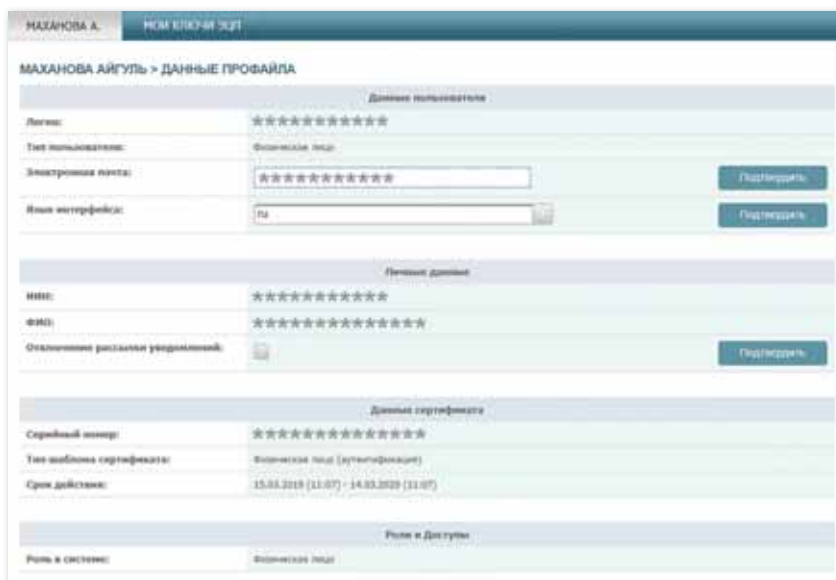 МАХАНОВА А. МОИ КЛЮЧИ ЭЦП
МАХАНОВА АЙГУЛЬ > ДАННЫЕ ПРОФАЙЛА
Данные пользователя
Логин: ***********
Тип пользователя: Физическое лицо
Электронная почта: *********** Подтвердить
Язык интерфейса: ru Подтвердить
Личные данные
ИИН: ***********
ФИО: **************
Отключение рассылки уведомлений: Подтвердить
Данные сертификата
Серийный номер: **************
Тип шаблона сертификата: Физическое лицо (аутентификация)
Срок действия: 15.03.2019 (11:07) - 14.03.2020 (11:07)
Роли и Доступы
Роль в системе: Физическое лицо